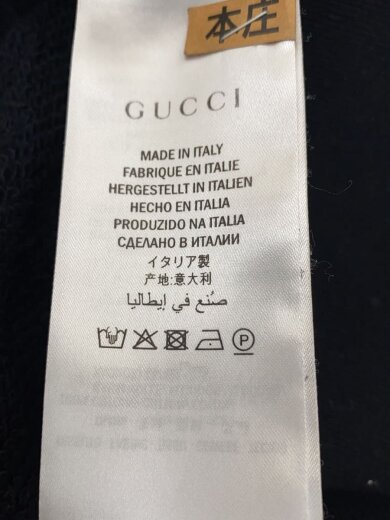 本庄
GUCCI
MADE IN ITALY
FABRIQUE EN ITALIE
HERGESTELLT IN ITALIEN
HECHO EN ITALIA
PRODUZIDO NA ITALIA
СДЕЛАНО В ИТАЛИИ
イタリア製
产地:意大利
صُنع في إيطاليا
P